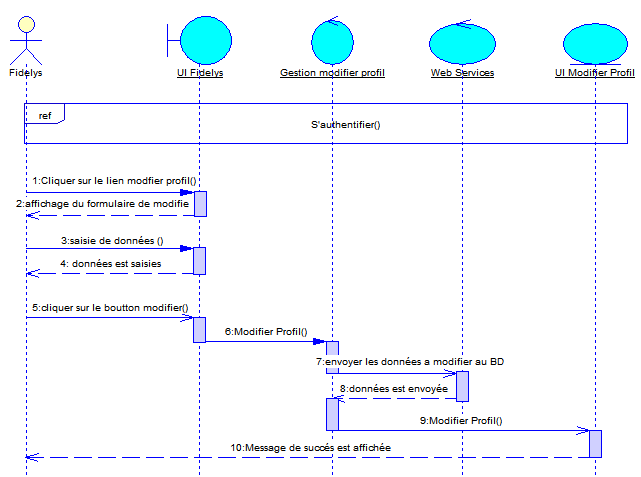 Fidelys
UI Fidelys
Gestion modifier profil
Web Services
UI Modifier Profil
ref
S'authentifier()
1:Cliquer sur le lien modfier profil()
2:affichage du formulaire de modifie
3:saisie de données ()
4: données est saisies
5:cliquer sur le boutton modifier()
6:Modifier Profil()
7:envoyer les données a modifier au BD
8:données est envoyée
9:Modifier Profil()
10:Message de succés est affichée